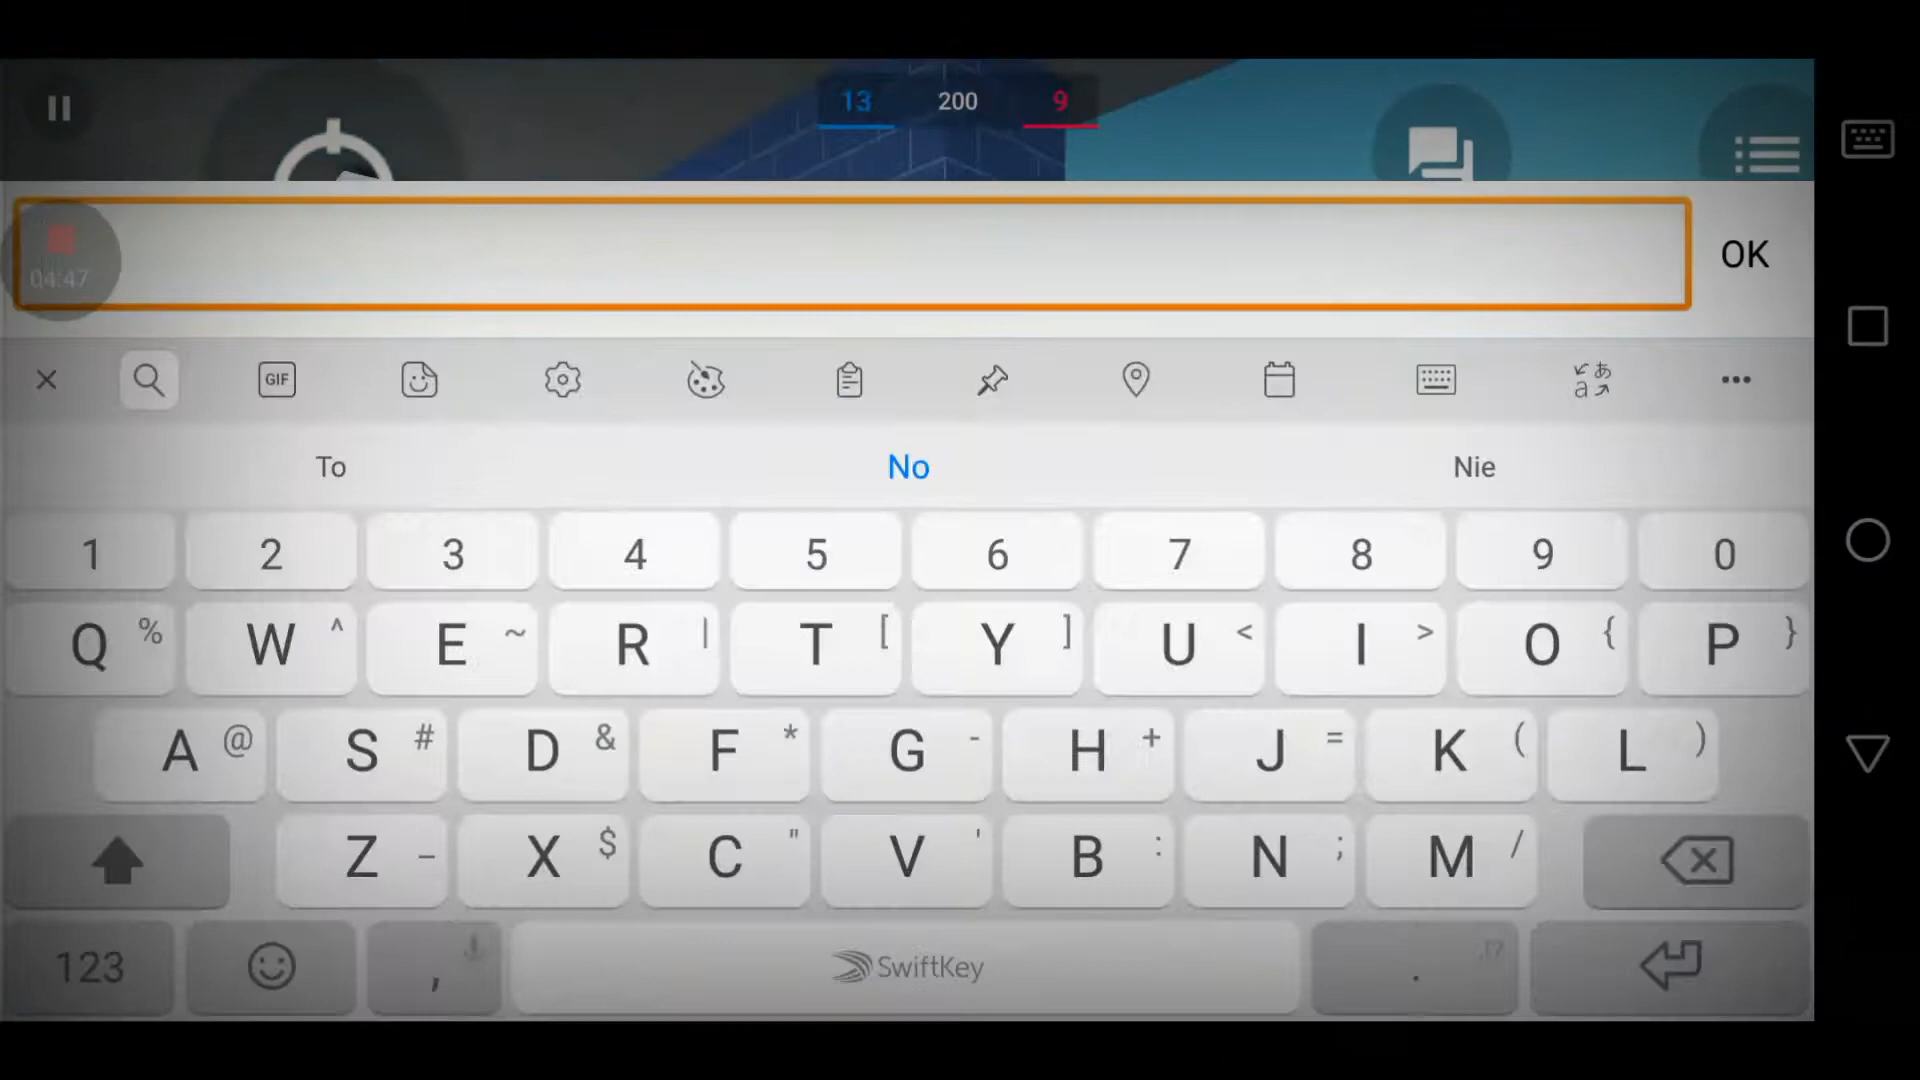 13 200 9
OK
04:47
GIF
あ
a
To No Nie
1 2 3 4 5 6 7 8 9 0
Q % W ^ E ~ R | T [ Y ] U < I > O { P }
A @ S # D & F * G - H + J = K ( L )
Z _ X $ C " V ' B : N ; M /
123 , SwiftKey . !?